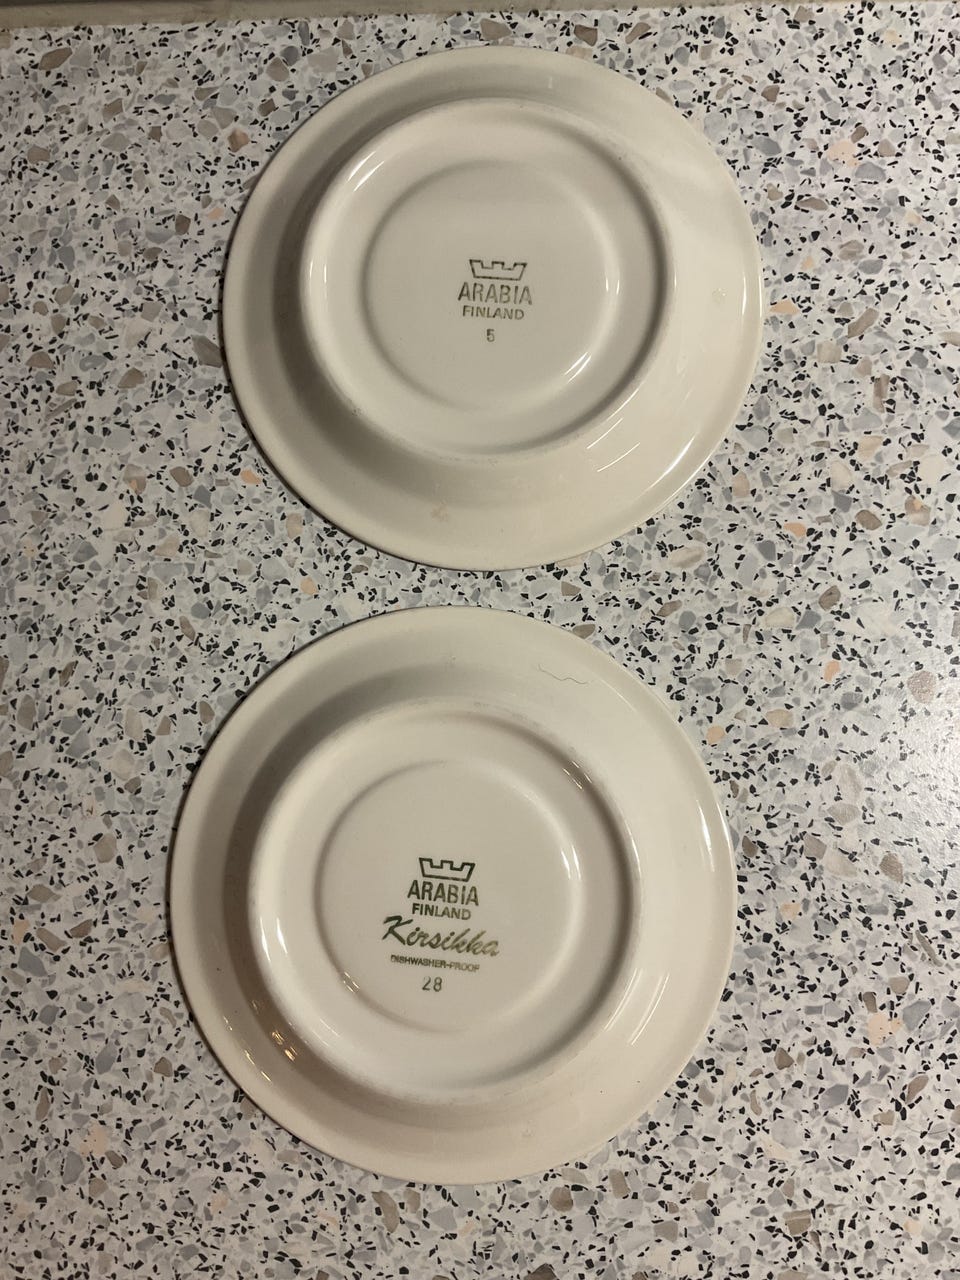 ARABIA
FINLAND
5
ARABIA
FINLAND
Kirsikka
DISHWASHER-PROOF
28